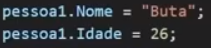 pessoa1.Nome = "Buta";
pessoa1.Idade = 26;